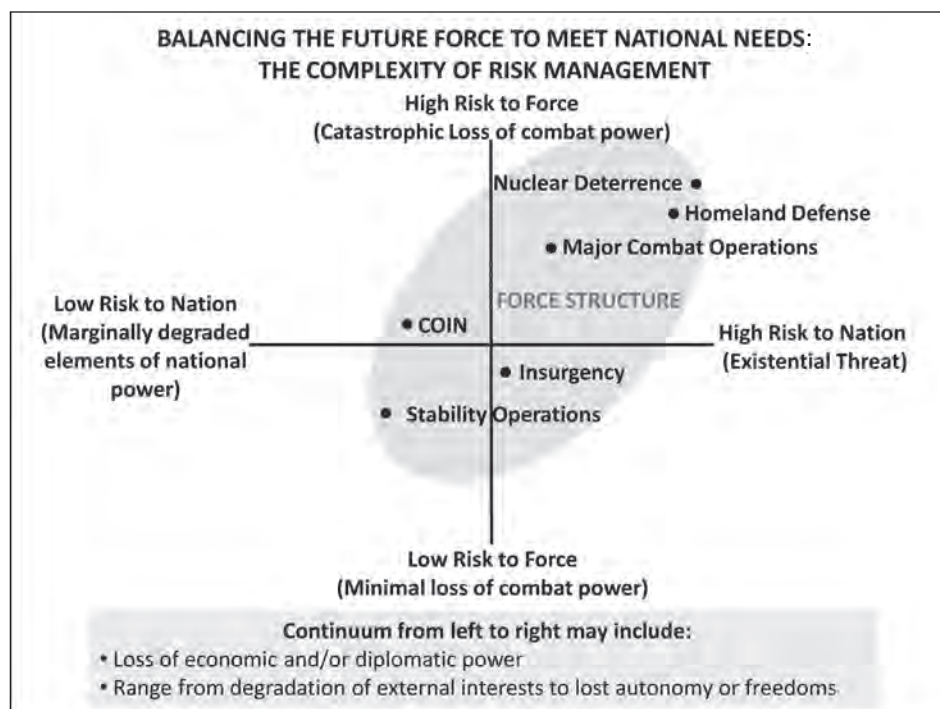 BALANCING THE FUTURE FORCE TO MEET NATIONAL NEEDS:
THE COMPLEXITY OF RISK MANAGEMENT
High Risk to Force
(Catastrophic Loss of combat power)
Nuclear Deterrence •
• Homeland Defense
• Major Combat Operations
Low Risk to Nation
(Marginally degraded
elements of national
power)
FORCE STRUCTURE
• COIN
High Risk to Nation
(Existential Threat)
• Insurgency
• Stability Operations
Low Risk to Force
(Minimal loss of combat power)
Continuum from left to right may include:
• Loss of economic and/or diplomatic power
• Range from degradation of external interests to lost autonomy or freedoms